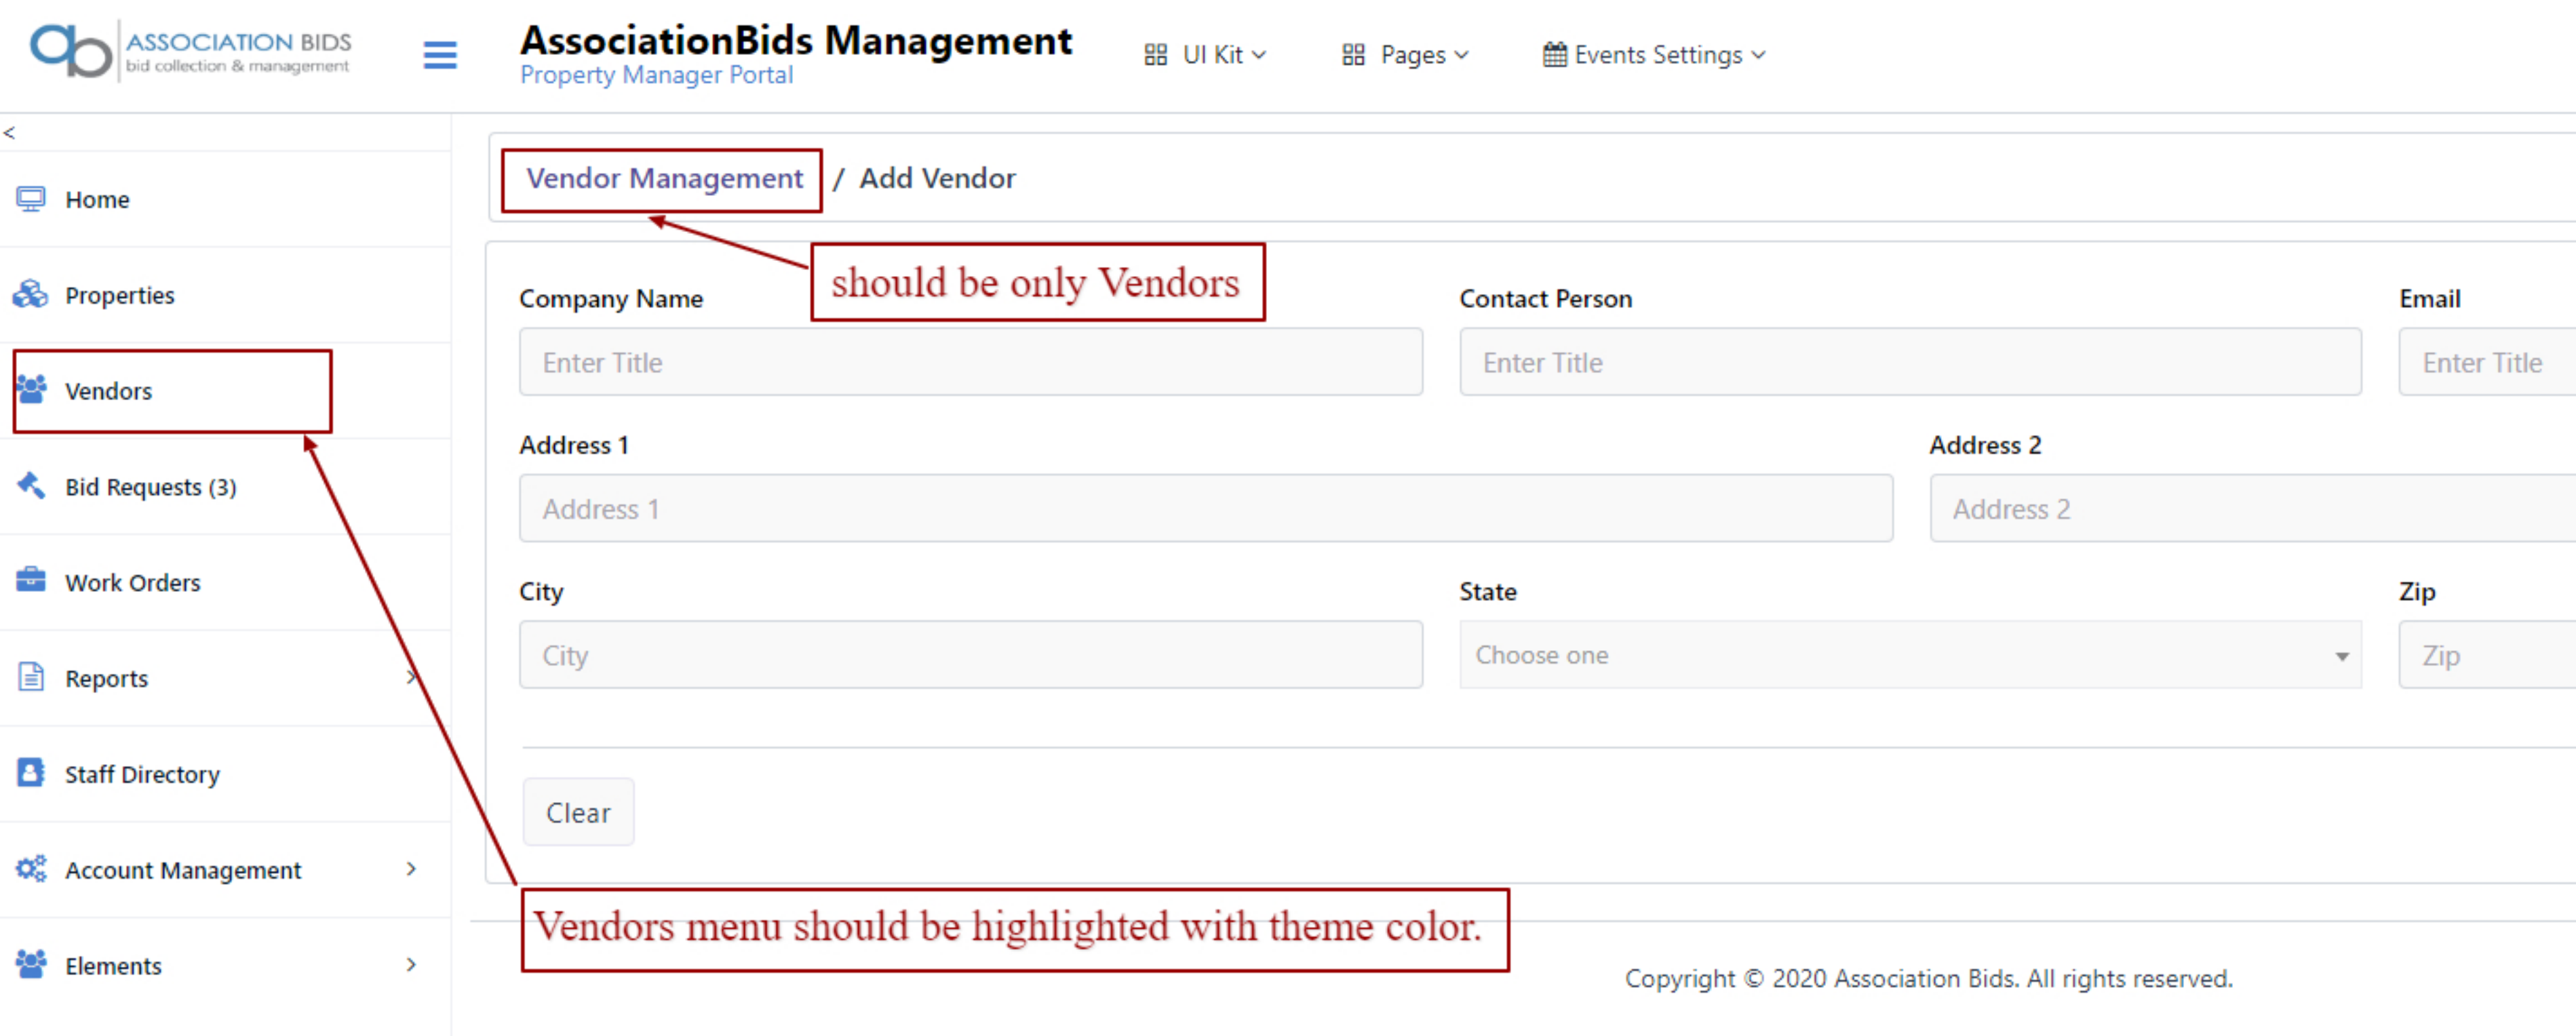 ASSOCIATION BIDS
bid collection & management
AssociationBids Management
Property Manager Portal
UI Kit
Pages
Events Settings
<
Home
Properties
Vendors
Bid Requests (3)
Work Orders
Reports
Staff Directory
Account Management
Elements
Vendor Management / Add Vendor
should be only Vendors
Company Name
Contact Person
Email
Enter Title
Enter Title
Enter Title
Address 1
Address 2
Address 1
Address 2
City
State
Zip
City
Choose one
Zip
Clear
Vendors menu should be highlighted with theme color.
Copyright © 2020 Association Bids. All rights reserved.